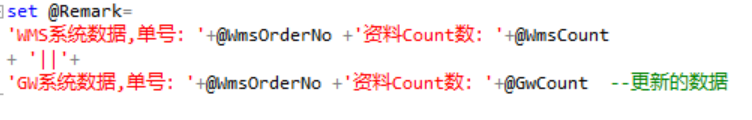 set @Remark=
'WMS系统数据,单号: '+@WmsOrderNo +'资料Count数: '+@WmsCount
+ '||'+
'GW系统数据,单号: '+@WmsOrderNo +'资料Count数: '+@GwCount  --更新的数据